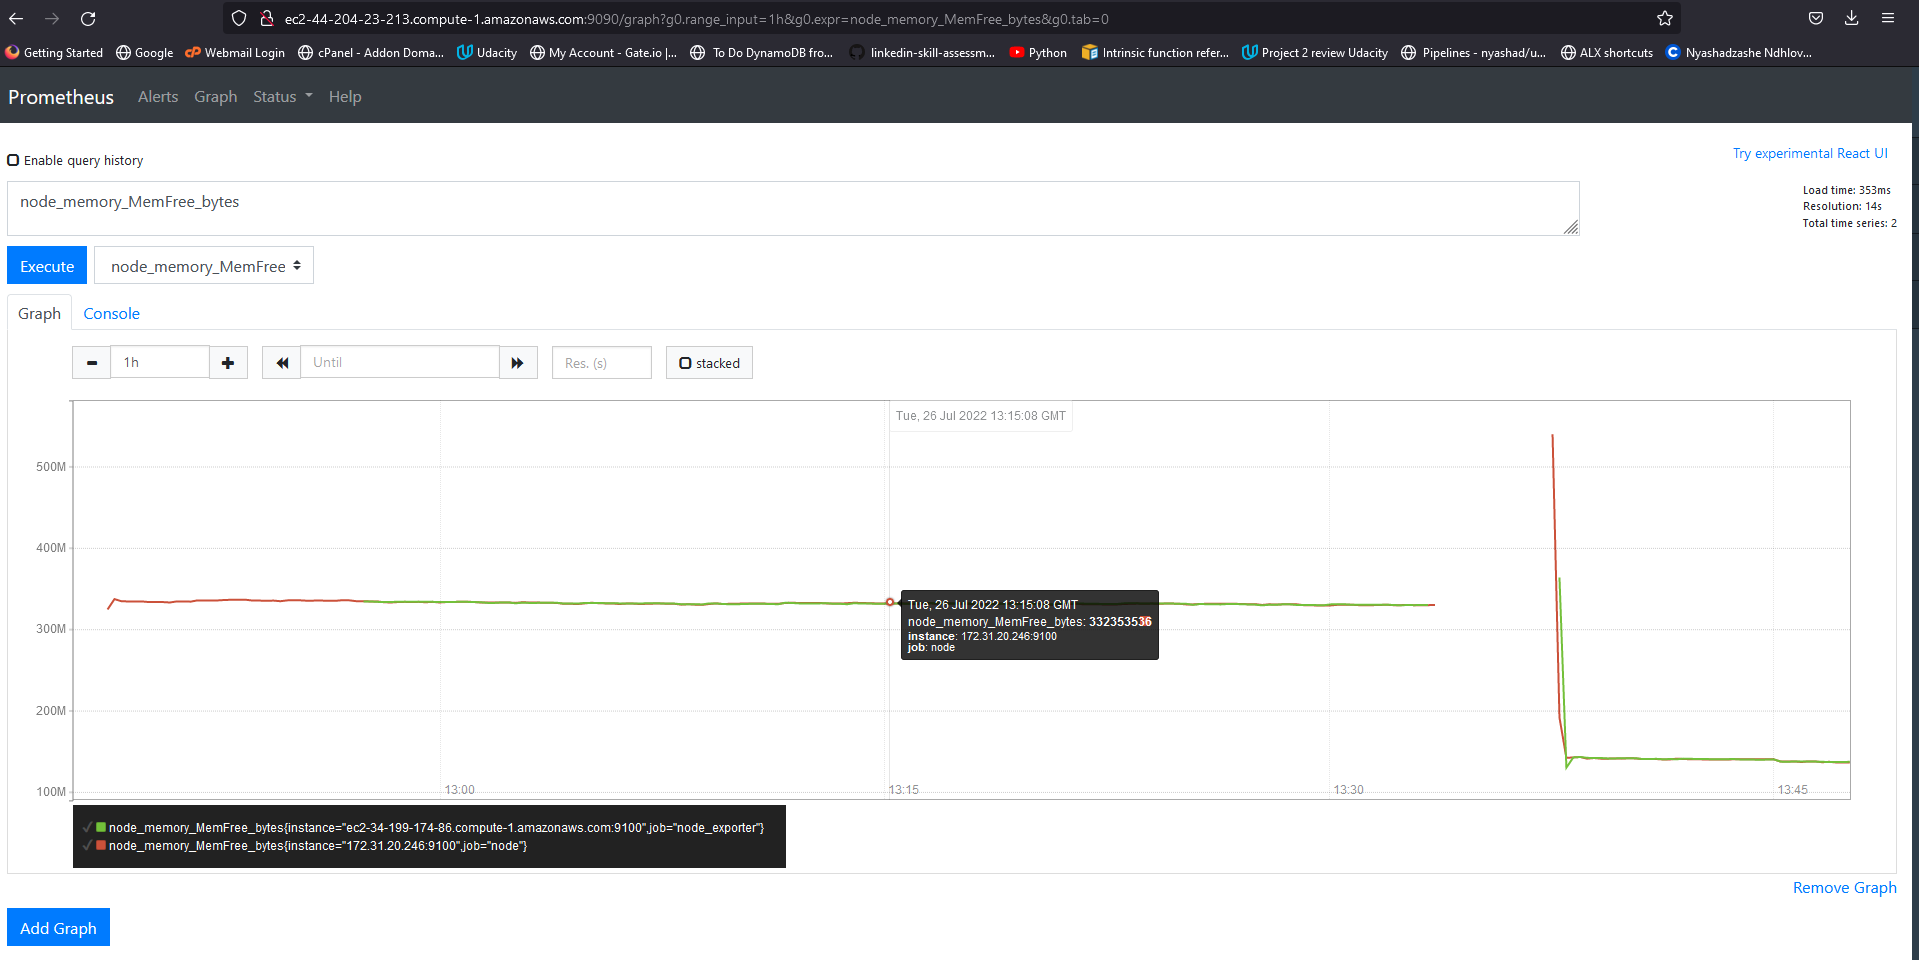 ec2-44-204-23-213.compute-1.amazonaws.com:9090/graph?g0.range_input=1h&g0.expr=node_memory_MemFree_bytes&g0.tab=0
Getting Started Google Webmail Login cPanel - Addon Doma... Udacity My Account - Gate.io |... To Do DynamoDB fro... linkedin-skill-assessm... Python Intrinsic function refer... Project 2 review Udacity Pipelines - nyashad/u... ALX shortcuts Nyashadzashe Ndhlov...
Prometheus Alerts Graph Status Help
Enable query history
Try experimental React UI
node_memory_MemFree_bytes
Load time: 353ms
Resolution: 14s
Total time series: 2
Execute node_memory_MemFree
Graph Console
1h Until Res. (s) stacked
Tue, 26 Jul 2022 13:15:08 GMT
500M
400M
300M
200M
100M
Tue, 26 Jul 2022 13:15:08 GMT
node_memory_MemFree_bytes: 332353536
instance: 172.31.20.246:9100
job: node
13:00 13:15 13:30 13:45
node_memory_MemFree_bytes{instance="ec2-34-199-174-86.compute-1.amazonaws.com:9100",job="node_exporter"}
node_memory_MemFree_bytes{instance="172.31.20.246:9100",job="node"}
Remove Graph
Add Graph